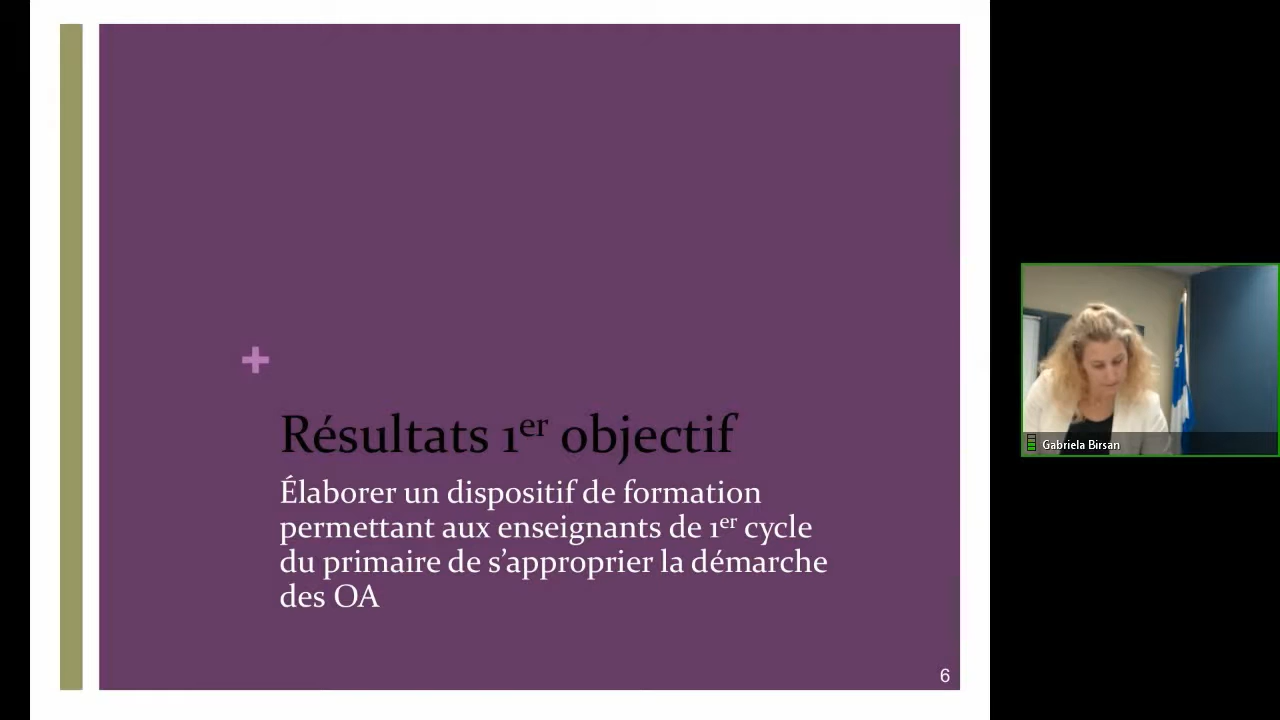 Résultats 1er objectif
Élaborer un dispositif de formation
permettant aux enseignants de 1er cycle
du primaire de s’approprier la démarche
des OA
6
Gabriela Birsan